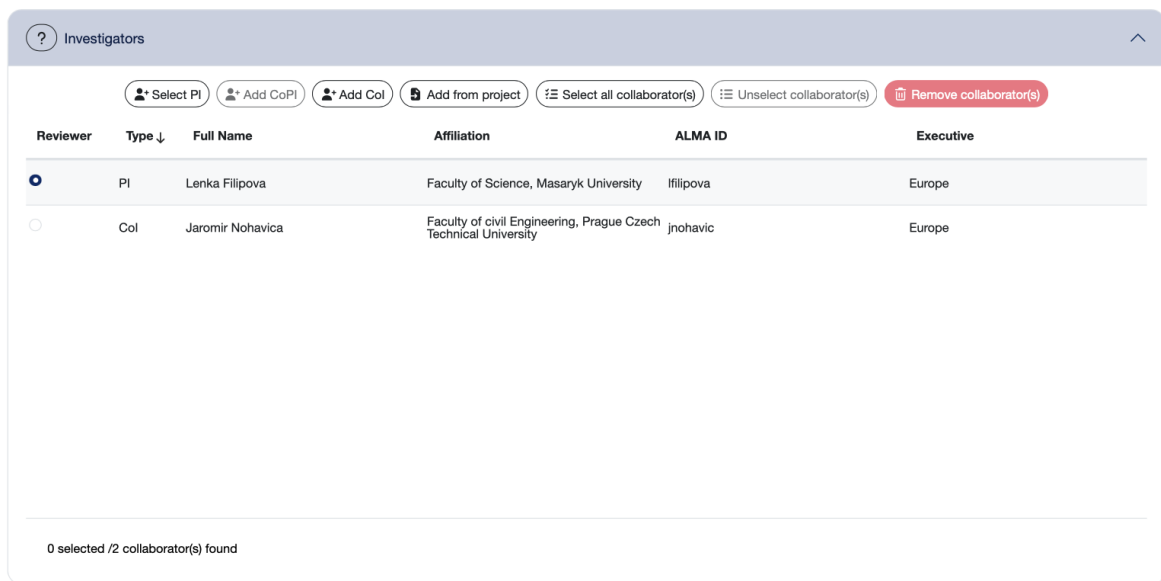 ? Investigators
Select PI Add CoPI Add CoI Add from project Select all collaborator(s) Unselect collaborator(s) Remove collaborator(s)
Reviewer Type ↓ Full Name Affiliation ALMA ID Executive
PI Lenka Filipova Faculty of Science, Masaryk University lfilipova Europe
CoI Jaromir Nohavica Faculty of civil Engineering, Prague Czech
Technical University jnohavic Europe
0 selected /2 collaborator(s) found